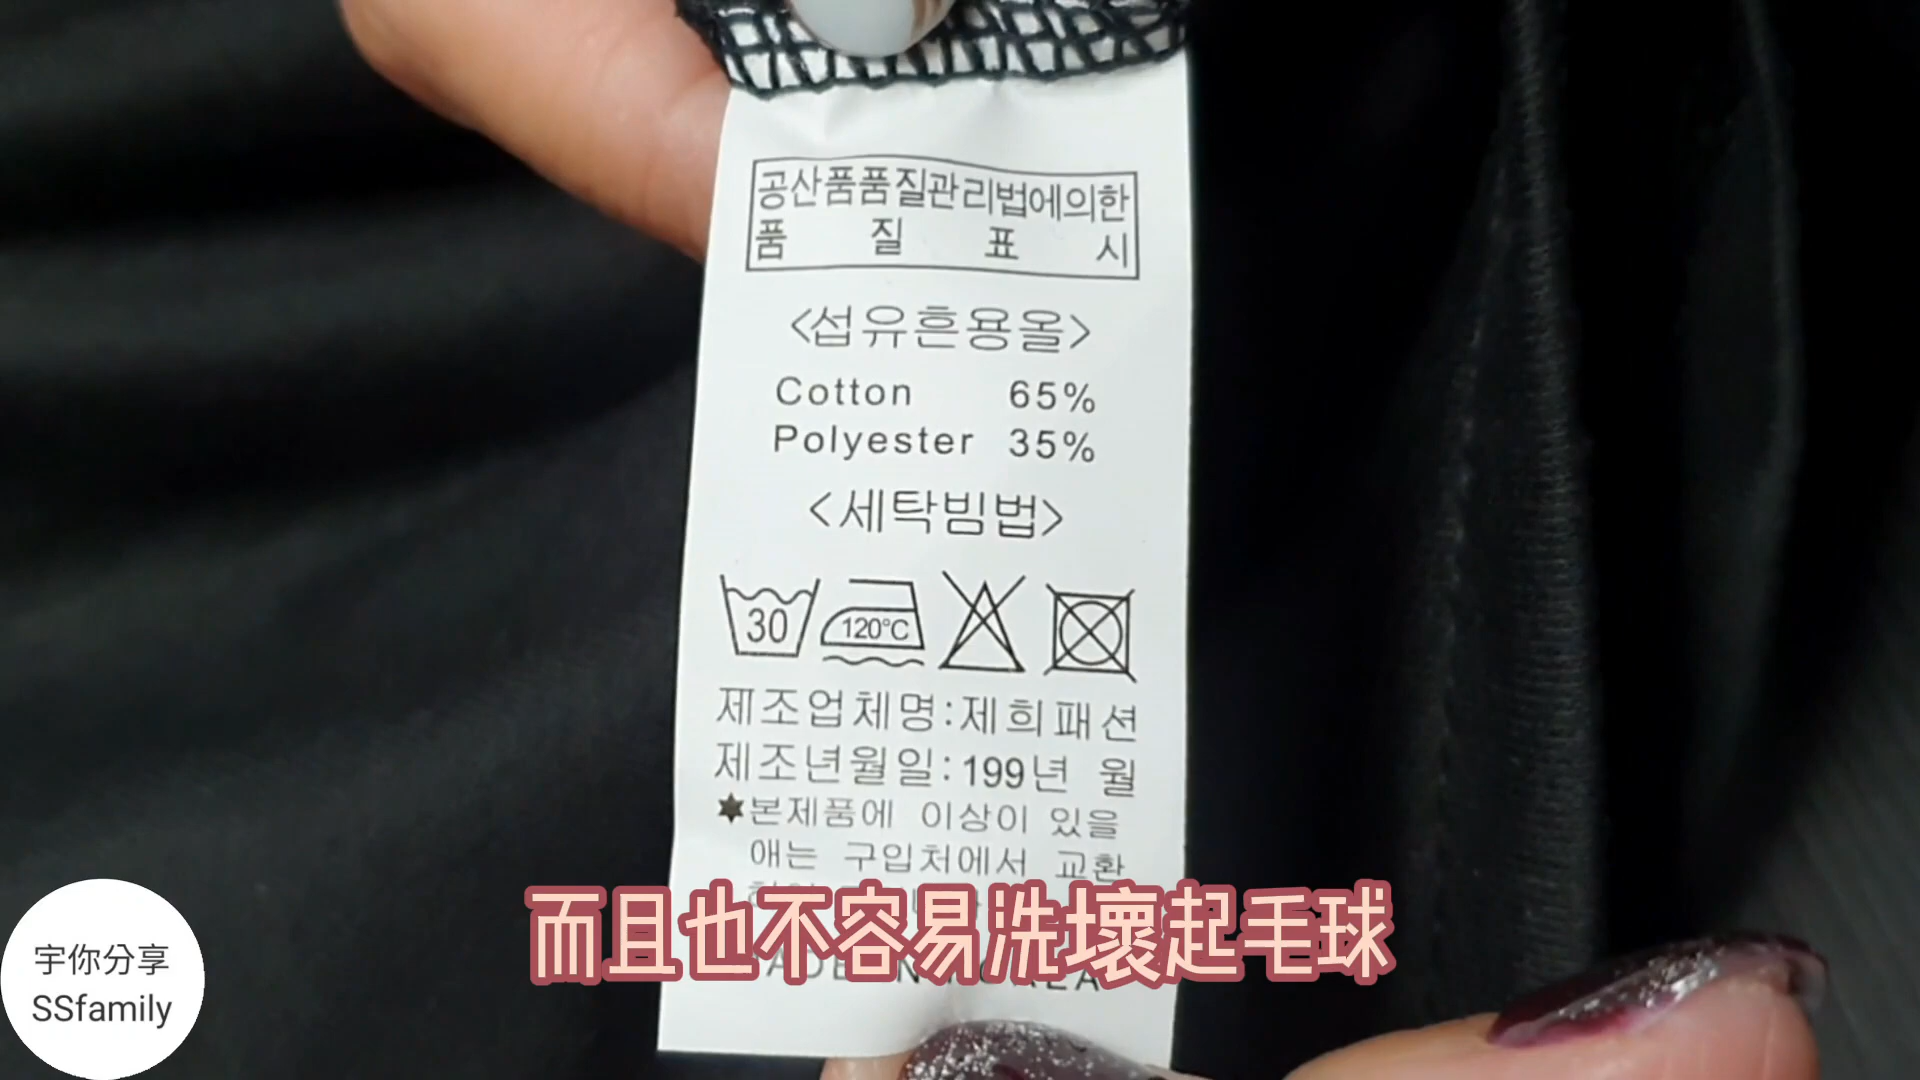 공산품품질관리법에의한
품 질 표 시
<섭유흔용올>
Cotton 65%
Polyester 35%
<세탁빔법>
30 120°C
제조업체명:제희패션
제조년월일:199년 월
✶본제품에 이상이 있을
애는 구입처에서 교환
而且也不容易洗壞起毛球
宇你分享
SSfamily